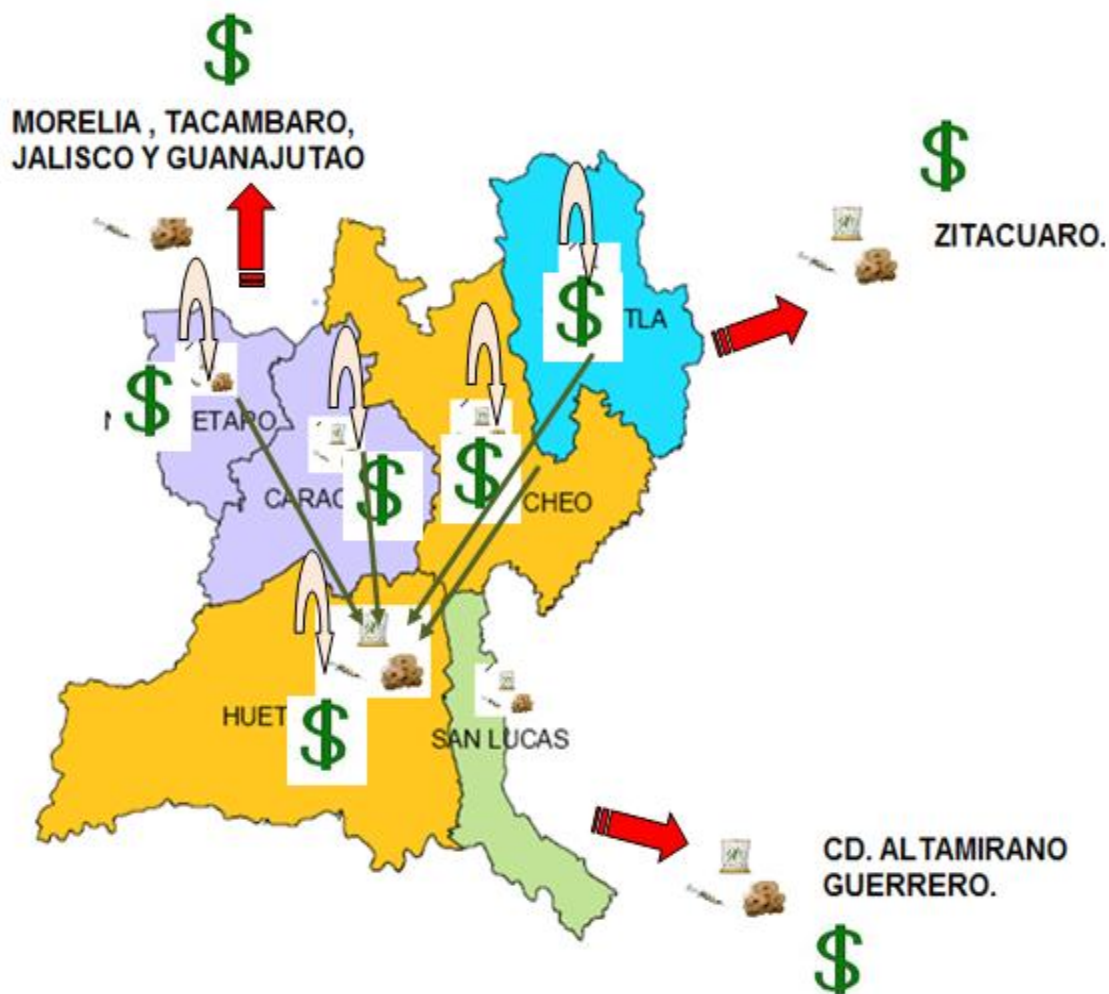 $
MORELIA , TACAMBARO,
JALISCO Y GUANAJUTAO
$
ZITACUARO.
$ TLA
$
ETARO
$
CARAC $
CHEO
HUET $
SAN LUCAS
CD. ALTAMIRANO
GUERRERO.
$